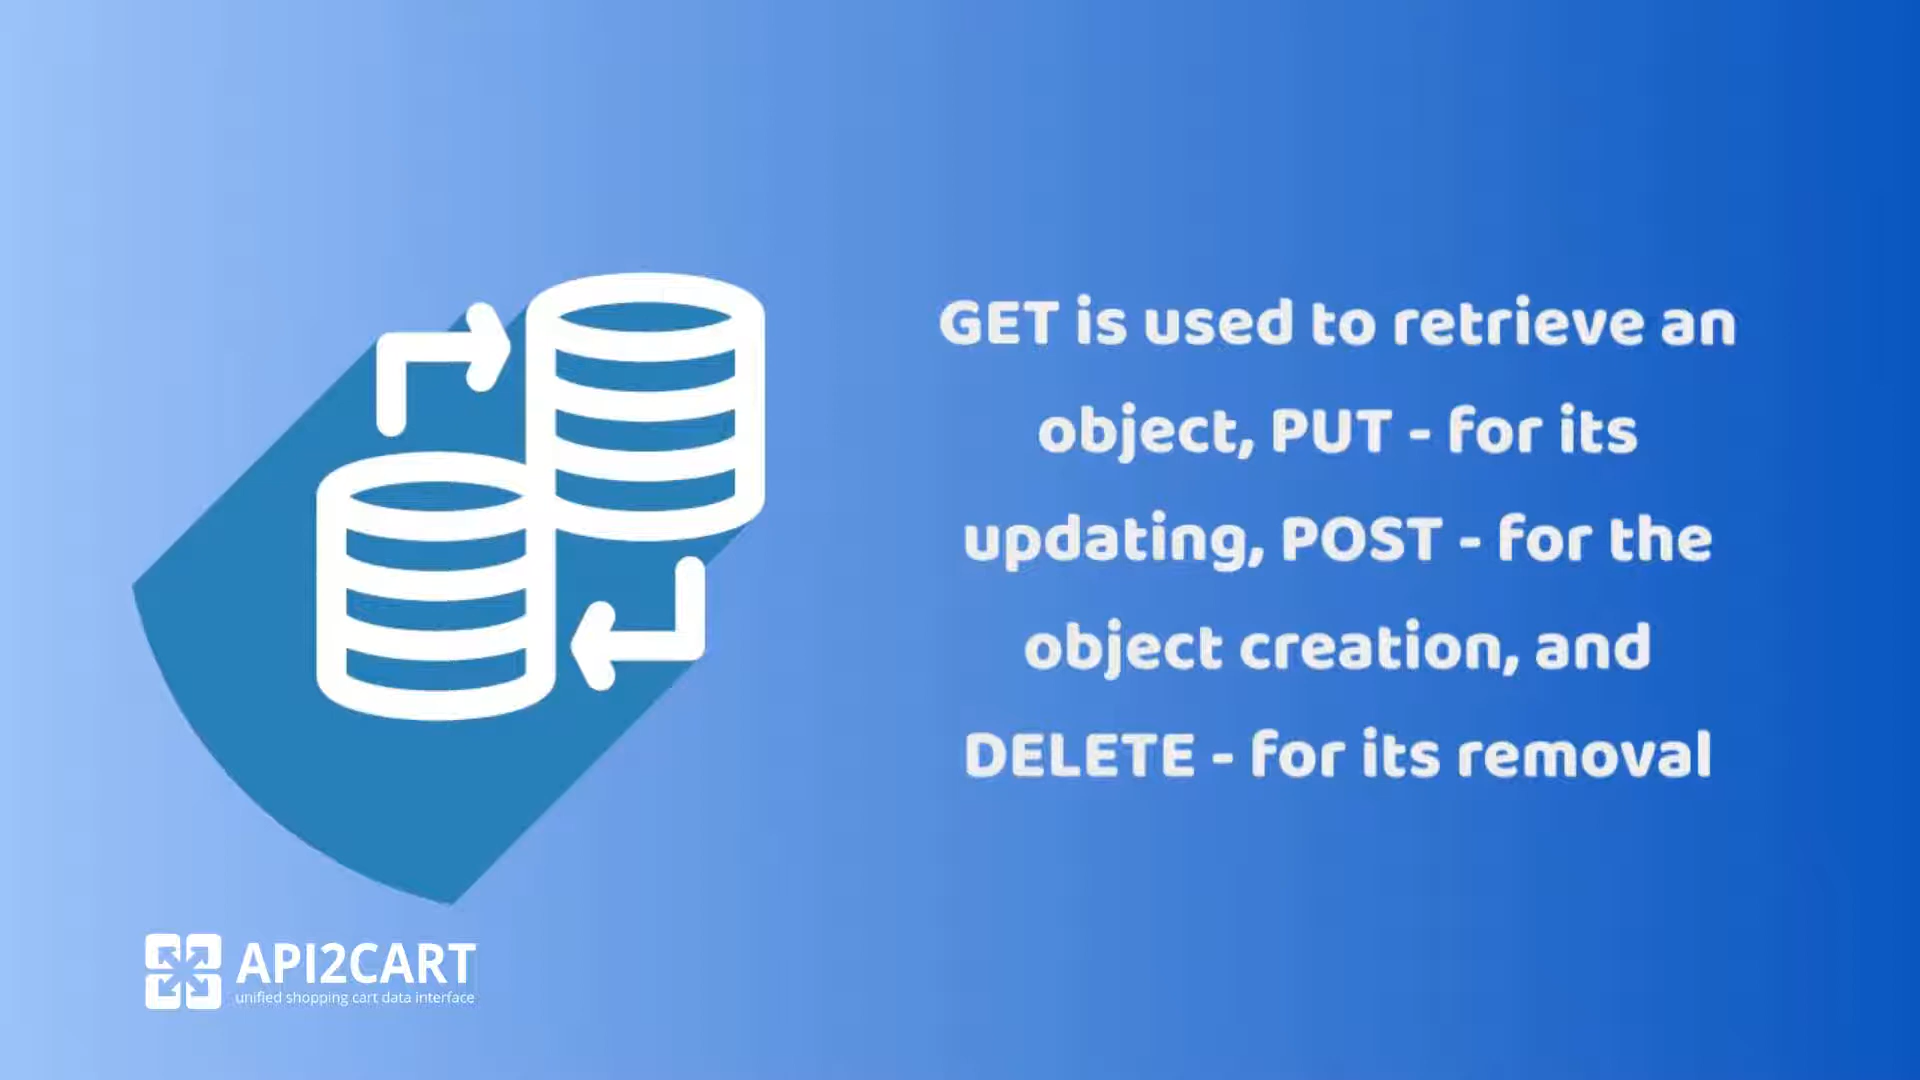 GET is used to retrieve an
object, PUT - for its
updating, POST - for the
object creation, and
DELETE - for its removal
API2CART
unified shopping cart data interface